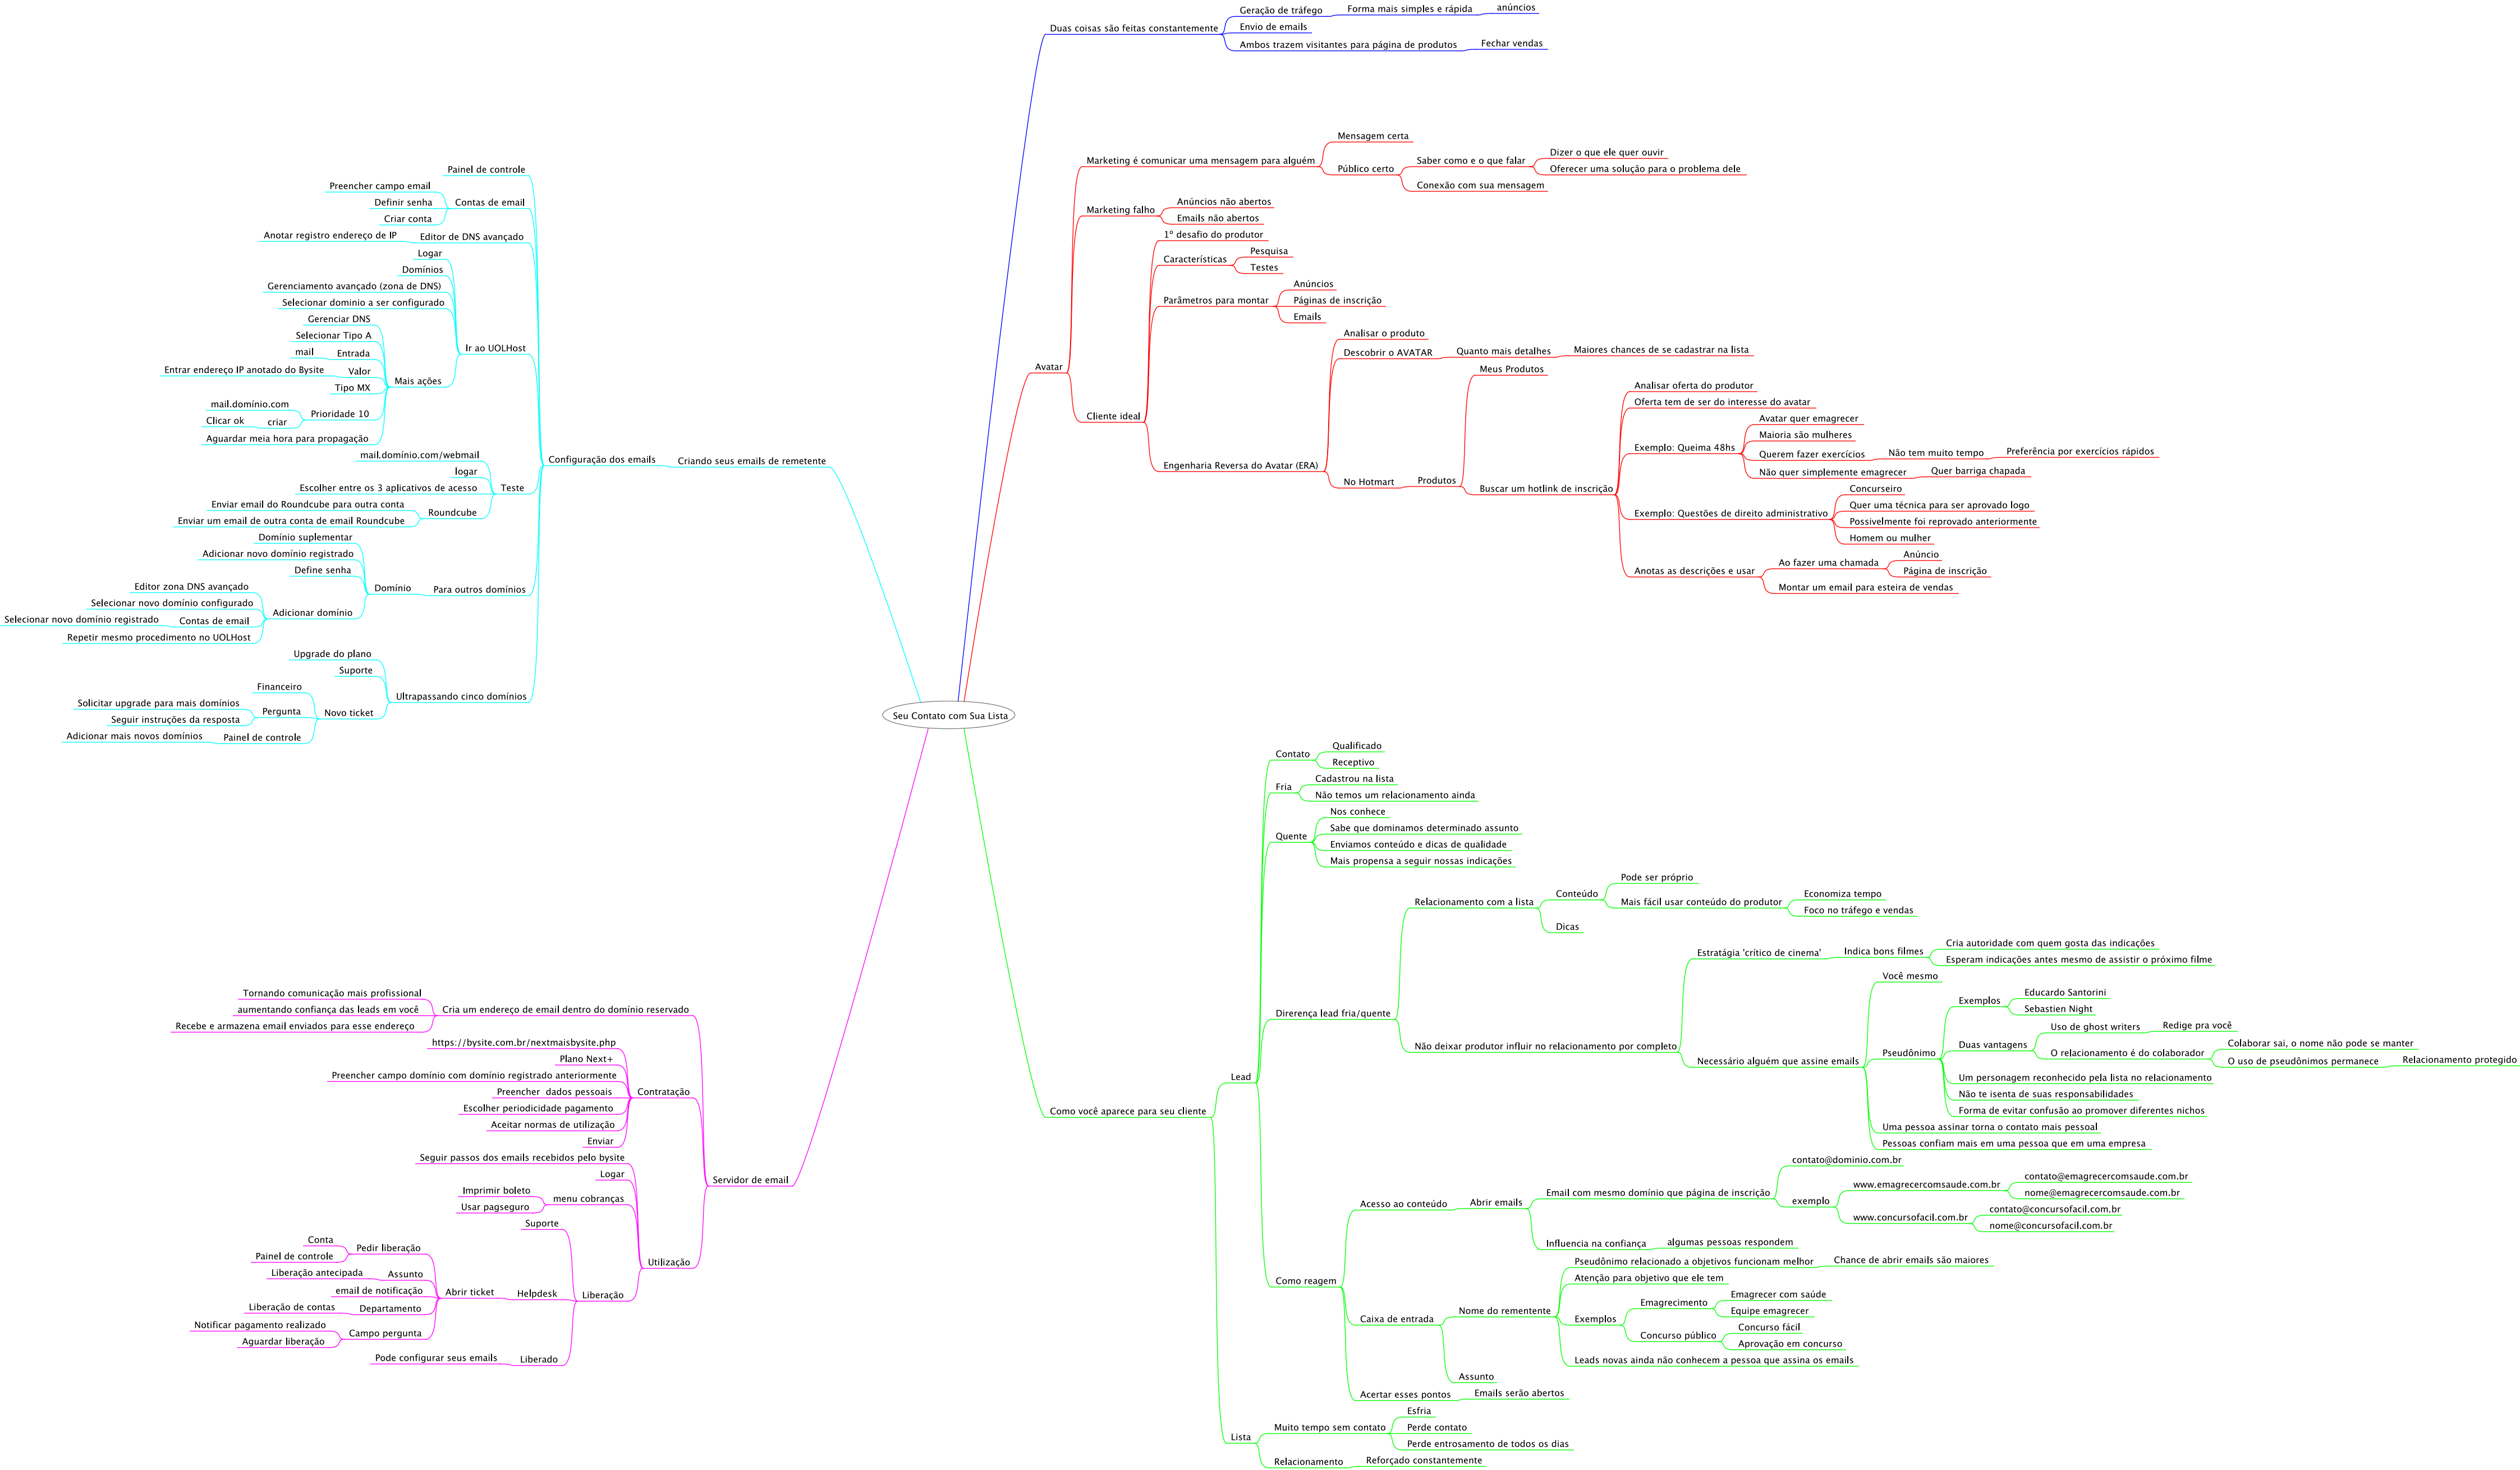 Seu Contato com Sua Lista
Duas coisas são feitas constantemente
Geração de tráfego
Forma mais simples e rápida
anúncios
Envio de emails
Ambos trazem visitantes para página de produtos
Fechar vendas
Avatar
Marketing é comunicar uma mensagem para alguém
Mensagem certa
Público certo
Saber como e o que falar
Dizer o que ele quer ouvir
Oferecer uma solução para o problema dele
Conexão com sua mensagem
Marketing falho
Anúncios não abertos
Emails não abertos
Cliente ideal
1º desafio do produtor
Características
Pesquisa
Testes
Parâmetros para montar
Anúncios
Páginas de inscrição
Emails
Engenharia Reversa do Avatar (ERA)
Analisar o produto
Descobrir o AVATAR
Quanto mais detalhes
Maiores chances de se cadastrar na lista
No Hotmart
Produtos
Meus Produtos
Buscar um hotlink de inscrição
Analisar oferta do produtor
Oferta tem de ser do interesse do avatar
Exemplo: Queima 48hs
Avatar quer emagrecer
Maioria são mulheres
Querem fazer exercícios
Não tem muito tempo
Preferência por exercícios rápidos
Não quer simplemente emagrecer
Quer barriga chapada
Exemplo: Questões de direito administrativo
Concurseiro
Quer uma técnica para ser aprovado logo
Possivelmente foi reprovado anteriormente
Homem ou mulher
Anotas as descrições e usar
Ao fazer uma chamada
Anúncio
Página de inscrição
Montar um email para esteira de vendas
Como você aparece para seu cliente
Lead
Contato
Qualificado
Receptivo
Fria
Cadastrou na lista
Não temos um relacionamento ainda
Quente
Nos conhece
Sabe que dominamos determinado assunto
Enviamos conteúdo e dicas de qualidade
Mais propensa a seguir nossas indicações
Direrença lead fria/quente
Relacionamento com a lista
Conteúdo
Pode ser próprio
Mais fácil usar conteúdo do produtor
Economiza tempo
Foco no tráfego e vendas
Dicas
Não deixar produtor influir no relacionamento por completo
Estratágia 'crítico de cinema'
Indica bons filmes
Cria autoridade com quem gosta das indicações
Esperam indicações antes mesmo de assistir o próximo filme
Necessário alguém que assine emails
Você mesmo
Pseudônimo
Exemplos
Educardo Santorini
Sebastien Night
Duas vantagens
Uso de ghost writers
Redige pra você
O relacionamento é do colaborador
Colaborar sai, o nome não pode se manter
O uso de pseudônimos permanece
Relacionamento protegido
Um personagem reconhecido pela lista no relacionamento
Não te isenta de suas responsabilidades
Forma de evitar confusão ao promover diferentes nichos
Uma pessoa assinar torna o contato mais pessoal
Pessoas confiam mais em uma pessoa que em uma empresa
Como reagem
Acesso ao conteúdo
Abrir emails
Email com mesmo domínio que página de inscrição
contato@dominio.com.br
exemplo
www.emagrecercomsaude.com.br
contato@emagrecercomsaude.com.br
nome@emagrecercomsaude.com.br
www.concursofacil.com.br
contato@concursofacil.com.br
nome@concursofacil.com.br
Influencia na confiança
algumas pessoas respondem
Caixa de entrada
Nome do rementente
Pseudônimo relacionado a objetivos funcionam melhor
Chance de abrir emails são maiores
Atenção para objetivo que ele tem
Exemplos
Emagrecimento
Emagrecer com saúde
Equipe emagrecer
Concurso público
Concurso fácil
Aprovação em concurso
Leads novas ainda não conhecem a pessoa que assina os emails
Assunto
Acertar esses pontos
Emails serão abertos
Lista
Muito tempo sem contato
Esfria
Perde contato
Perde entrosamento de todos os dias
Relacionamento
Reforçado constantemente
Criando seus emails de remetente
Configuração dos emails
Painel de controle
Contas de email
Preencher campo email
Definir senha
Criar conta
Editor de DNS avançado
Anotar registro endereço de IP
Ir ao UOLHost
Logar
Domínios
Gerenciamento avançado (zona de DNS)
Selecionar dominio a ser configurado
Mais ações
Gerenciar DNS
Selecionar Tipo A
Entrada
mail
Valor
Entrar endereço IP anotado do Bysite
Tipo MX
Prioridade 10
mail.domínio.com
criar
Clicar ok
Aguardar meia hora para propagação
Teste
mail.domínio.com/webmail
logar
Escolher entre os 3 aplicativos de acesso
Roundcube
Enviar email do Roundcube para outra conta
Enviar um email de outra conta de email Roundcube
Para outros domínios
Domínio
Domínio suplementar
Adicionar novo domínio registrado
Define senha
Adicionar domínio
Editor zona DNS avançado
Selecionar novo domínio configurado
Contas de email
Selecionar novo domínio registrado
Repetir mesmo procedimento no UOLHost
Ultrapassando cinco domínios
Upgrade do plano
Suporte
Novo ticket
Financeiro
Pergunta
Solicitar upgrade para mais domínios
Seguir instruções da resposta
Painel de controle
Adicionar mais novos domínios
Servidor de email
Cria um endereço de email dentro do domínio reservado
Tornando comunicação mais profissional
aumentando confiança das leads em você
Recebe e armazena email enviados para esse endereço
Contratação
https://bysite.com.br/nextmaisbysite.php
Plano Next+
Preencher campo domínio com domínio registrado anteriormente
Preencher  dados pessoais
Escolher periodicidade pagamento
Aceitar normas de utilização
Enviar
Utilização
Seguir passos dos emails recebidos pelo bysite
Logar
menu cobranças
Imprimir boleto
Usar pagseguro
Liberação
Suporte
Helpdesk
Abrir ticket
Pedir liberação
Conta
Painel de controle
Assunto
Liberação antecipada
email de notificação
Departamento
Liberação de contas
Campo pergunta
Notificar pagamento realizado
Aguardar liberação
Liberado
Pode configurar seus emails